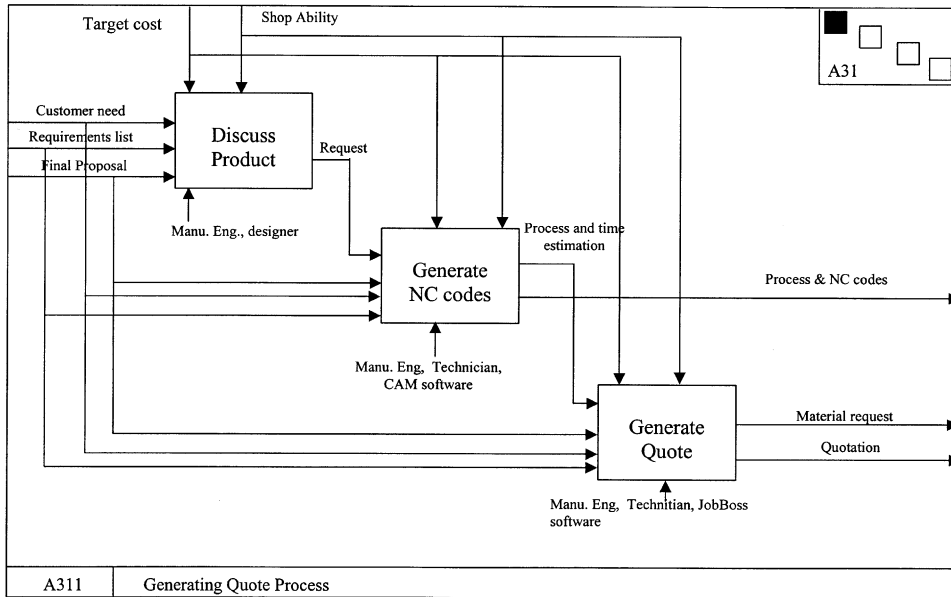 Target cost
Shop Ability
A31
Customer need
Requirements list
Final Proposal
Discuss
Product
Request
Manu. Eng., designer
Process and time
estimation
Generate
NC codes
Process & NC codes
Manu. Eng, Technician,
CAM software
Generate
Quote
Material request
Quotation
Manu. Eng, Technitian, JobBoss
software
A311
Generating Quote Process